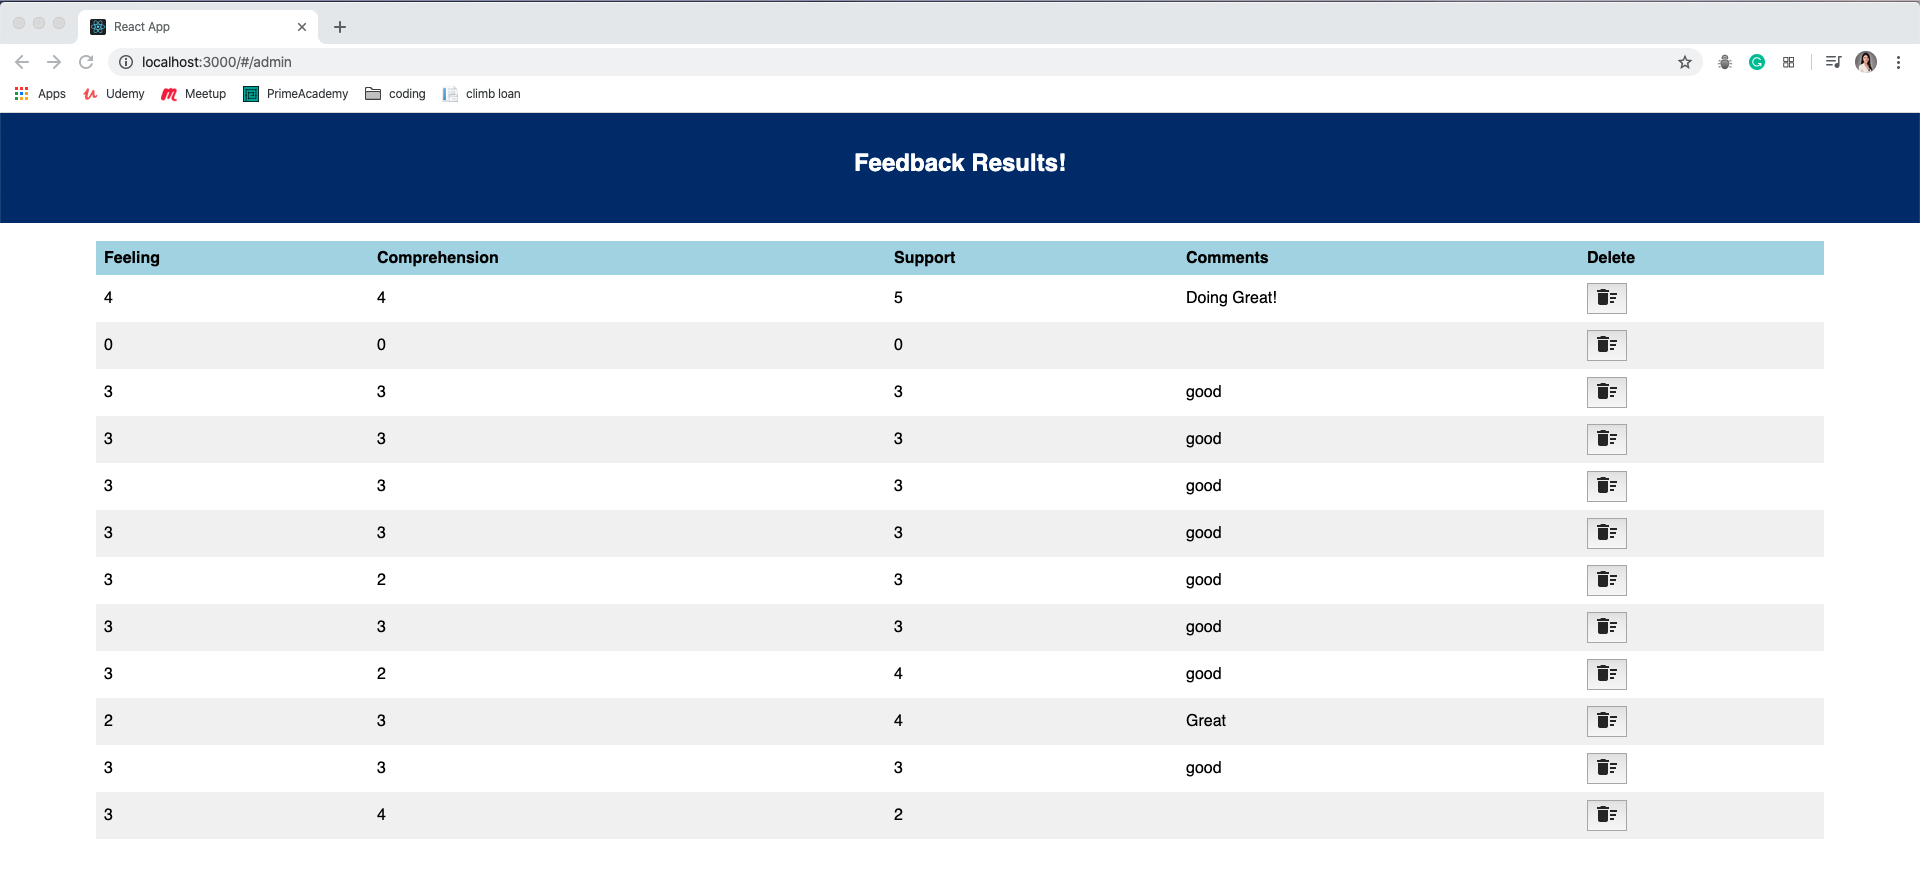 React App
localhost:3000/#/admin
Apps Udemy Meetup PrimeAcademy coding climb loan
Feedback Results!
Feeling Comprehension Support Comments Delete
4 4 5 Doing Great!
0 0 0
3 3 3 good
3 3 3 good
3 3 3 good
3 3 3 good
3 2 3 good
3 3 3 good
3 2 4 good
2 3 4 Great
3 3 3 good
3 4 2